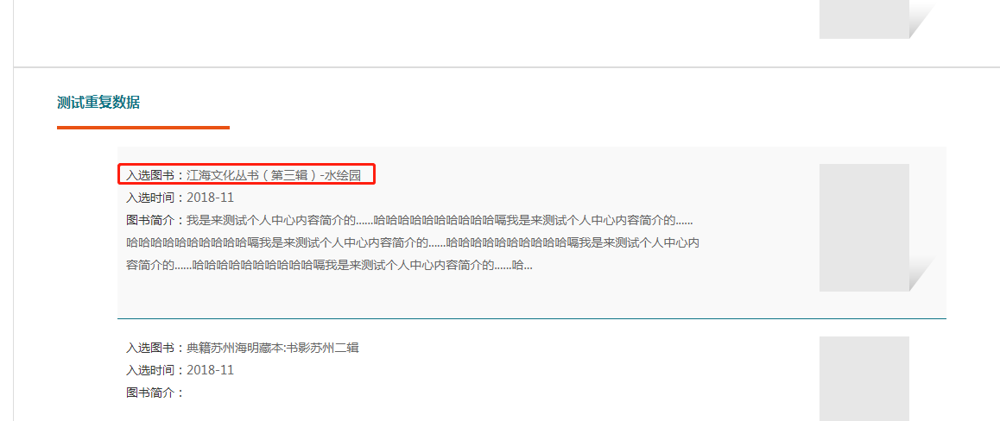 测试重复数据
入选图书：江海文化丛书（第三辑）-水绘园
入选时间：2018-11
图书简介：我是来测试个人中心内容简介的......哈哈哈哈哈哈哈哈哈哈嗝我是来测试个人中心内容简介的......
哈哈哈哈哈哈哈哈哈哈嗝我是来测试个人中心内容简介的......哈哈哈哈哈哈哈哈哈哈嗝我是来测试个人中心内
容简介的......哈哈哈哈哈哈哈哈哈哈嗝我是来测试个人中心内容简介的......哈...
入选图书：典籍苏州海明藏本:书影苏州二辑
入选时间：2018-11
图书简介：